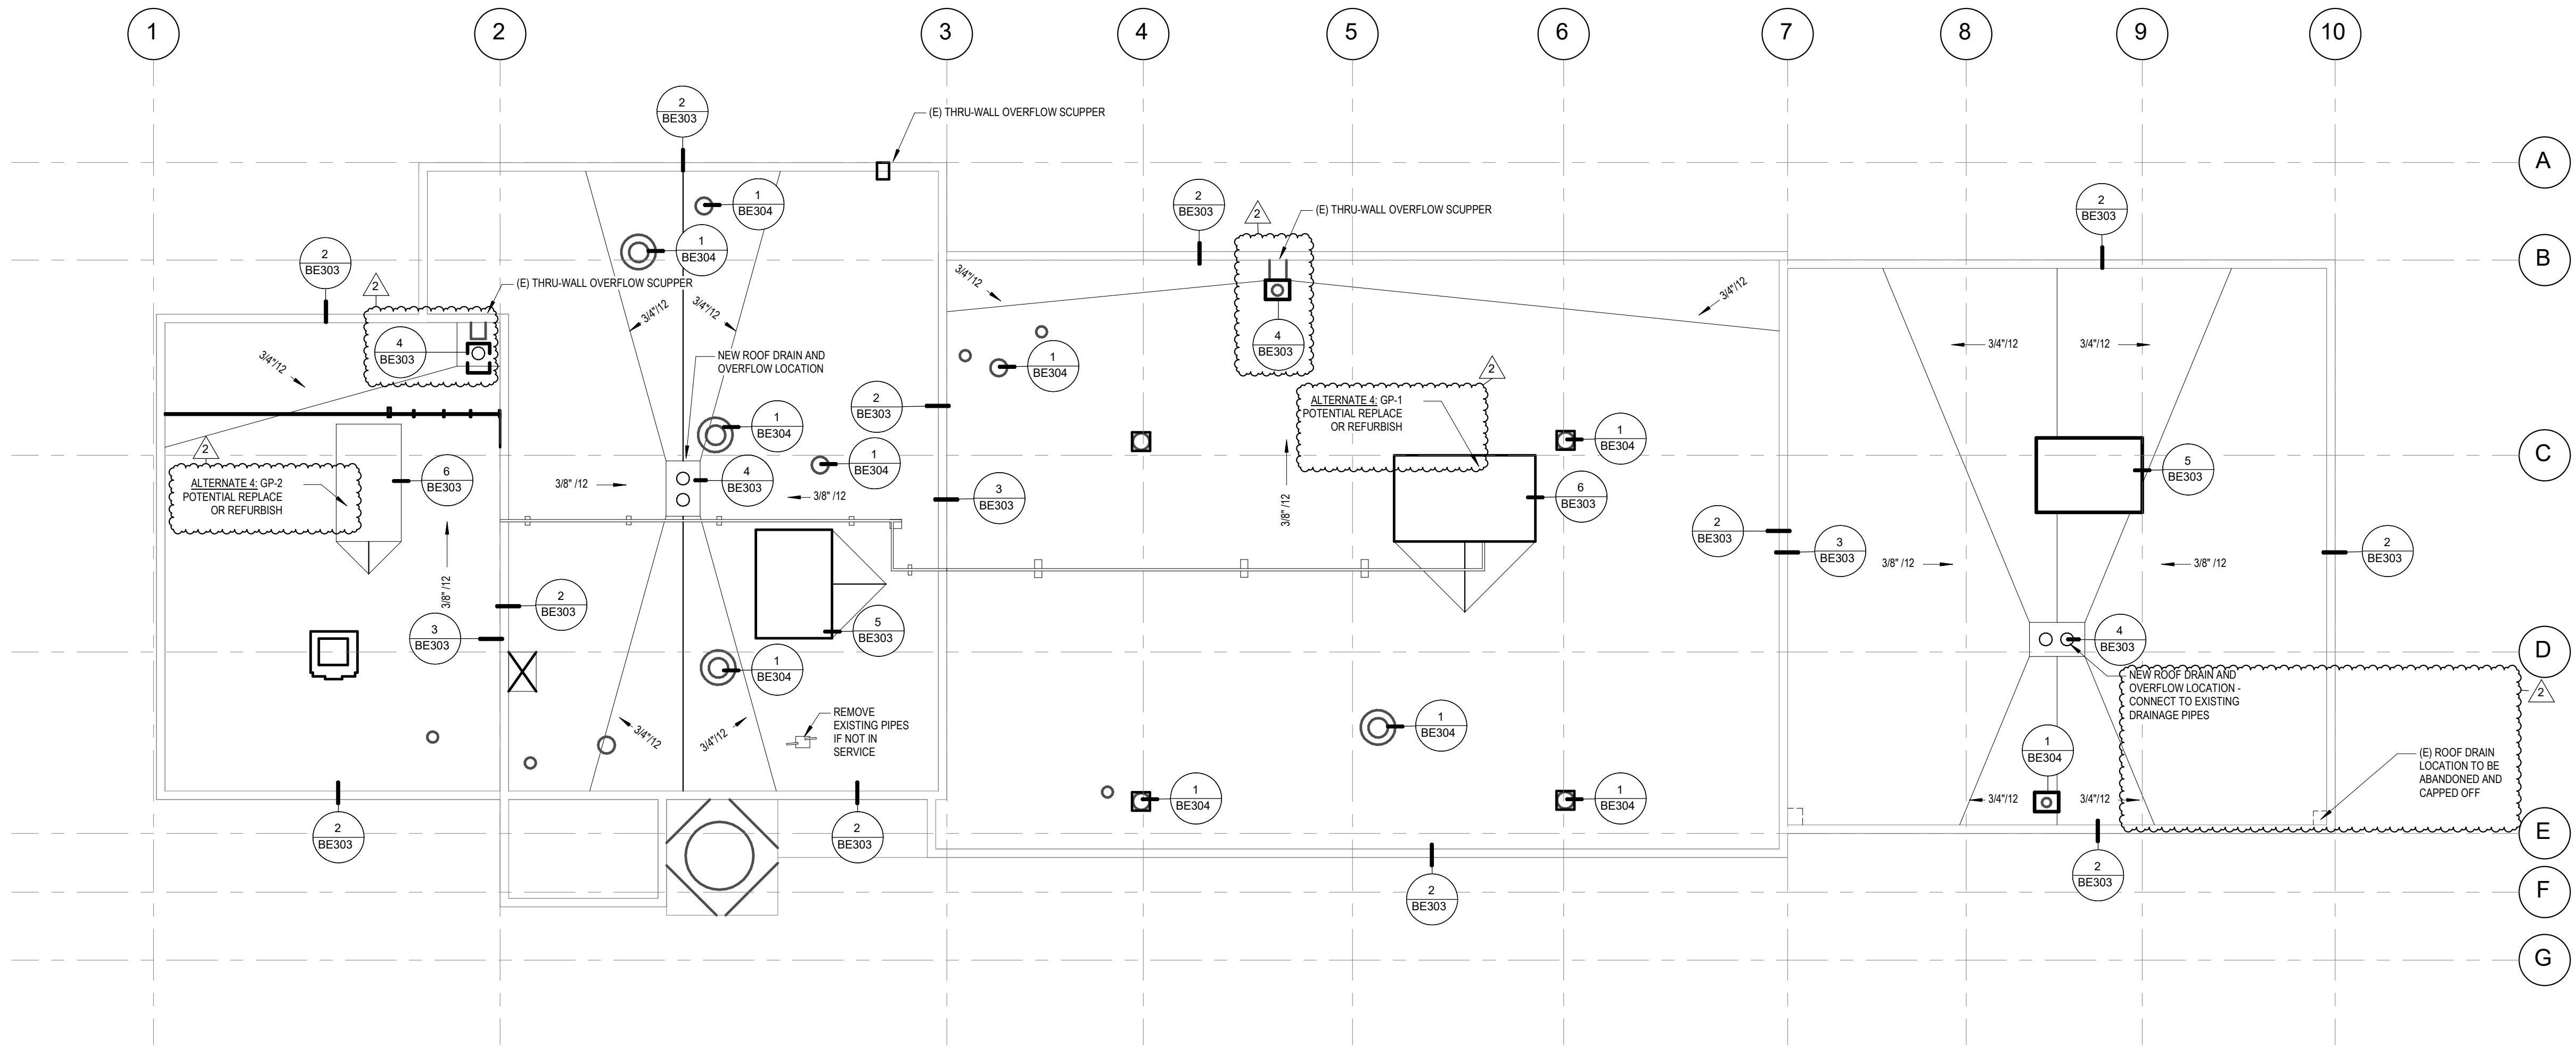 1
2
3
4
5
6
7
8
9
10
A
B
C
D
E
F
G
2
BE303
(E) THRU-WALL OVERFLOW SCUPPER
1
BE304
1
BE304
2
BE303
2
(E) THRU-WALL OVERFLOW SCUPPER
4
BE303
3/4"/12
3/4"/12
3/4"/12
NEW ROOF DRAIN AND
OVERFLOW LOCATION
2
ALTERNATE 4: GP-2
POTENTIAL REPLACE
OR REFURBISH
6
BE303
3/8" /12
3/8" /12
3/8" /12
1
BE304
1
BE304
4
BE303
2
BE303
3
BE303
2
BE303
3
BE303
5
BE303
1
BE304
3/4"/12
3/4"/12
REMOVE
EXISTING PIPES
IF NOT IN
SERVICE
2
BE303
2
BE303
2
BE303
2
(E) THRU-WALL OVERFLOW SCUPPER
3/4"/12
3/4"/12
4
BE303
1
BE304
2
ALTERNATE 4: GP-1
POTENTIAL REPLACE
OR REFURBISH
3/8" /12
1
BE304
6
BE303
2
BE303
3
BE303
1
BE304
1
BE304
1
BE304
2
BE303
2
BE303
3/4"/12
3/4"/12
5
BE303
3/8" /12
3/8" /12
2
BE303
4
BE303
NEW ROOF DRAIN AND
OVERFLOW LOCATION -
CONNECT TO EXISTING
DRAINAGE PIPES
2
1
BE304
(E) ROOF DRAIN
LOCATION TO BE
ABANDONED AND
CAPPED OFF
3/4"/12
3/4"/12
2
BE303